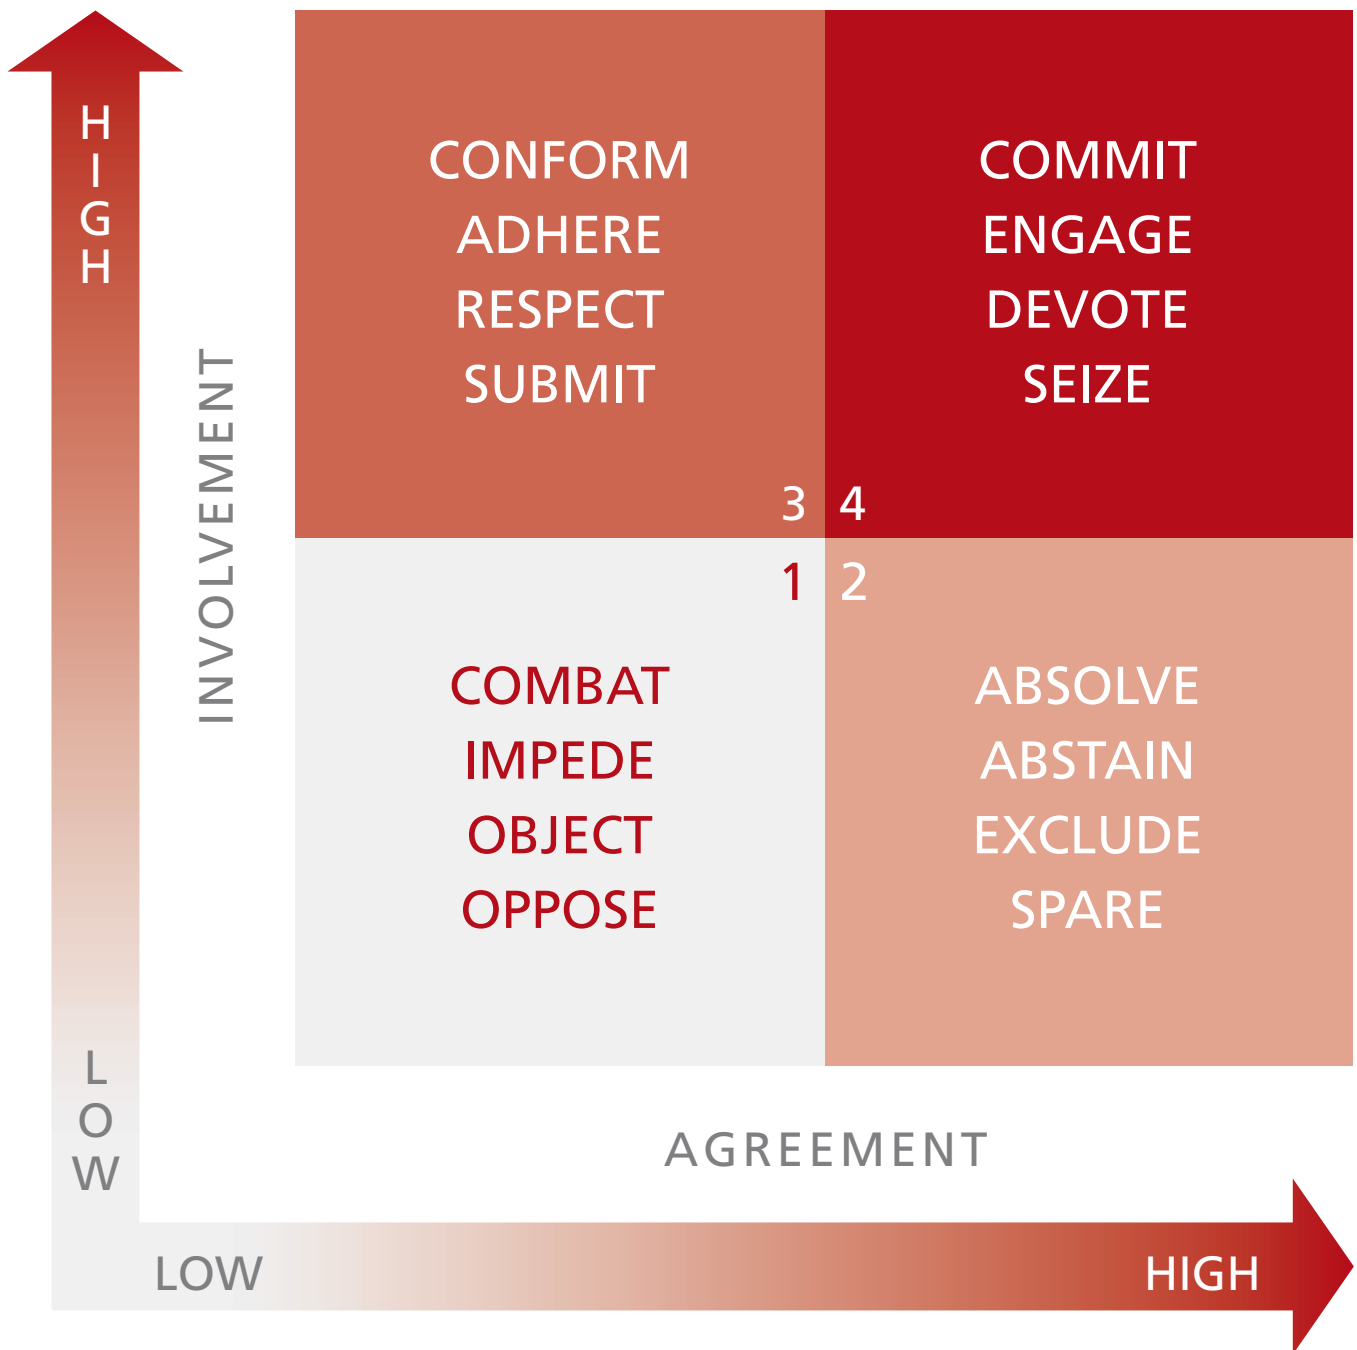 HIGH
INVOLVEMENT
LOW
CONFORM
ADHERE
RESPECT
SUBMIT
3
COMMIT
ENGAGE
DEVOTE
SEIZE
4
1
COMBAT
IMPEDE
OBJECT
OPPOSE
2
ABSOLVE
ABSTAIN
EXCLUDE
SPARE
AGREEMENT
LOW
HIGH